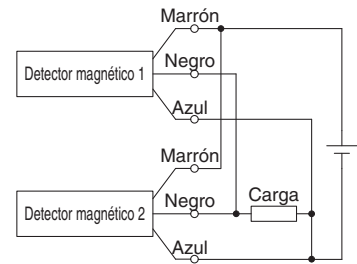 Marrón
Detector magnético 1
Negro
Azul
Marrón
Detector magnético 2
Negro
Carga
Azul